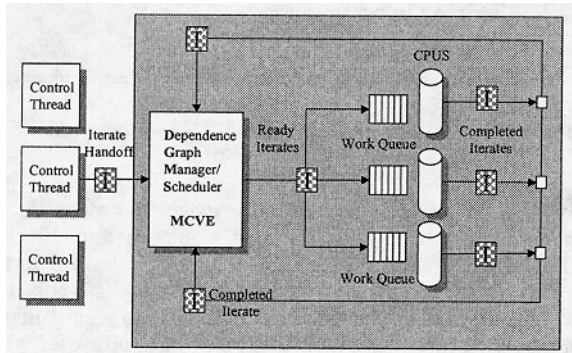 Control
Thread
Control
Thread
Control
Thread
Iterate
Handoff
I
I
Dependence
Graph
Manager/
Scheduler
MCVE
I
Completed
Iterate
Ready
Iterates
I
CPUS
Work Queue
Work Queue
I
Completed
Iterates
I
I